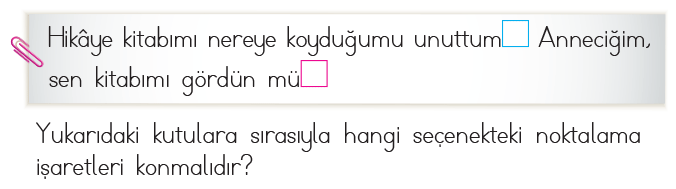 Hikâye kitabımı nereye koyduğumu unuttum☐ Anneciğim,
sen kitabımı gördün mü☐
Yukarıdaki kutulara sırasıyla hangi seçenekteki noktalama
işaretleri konmalıdır?